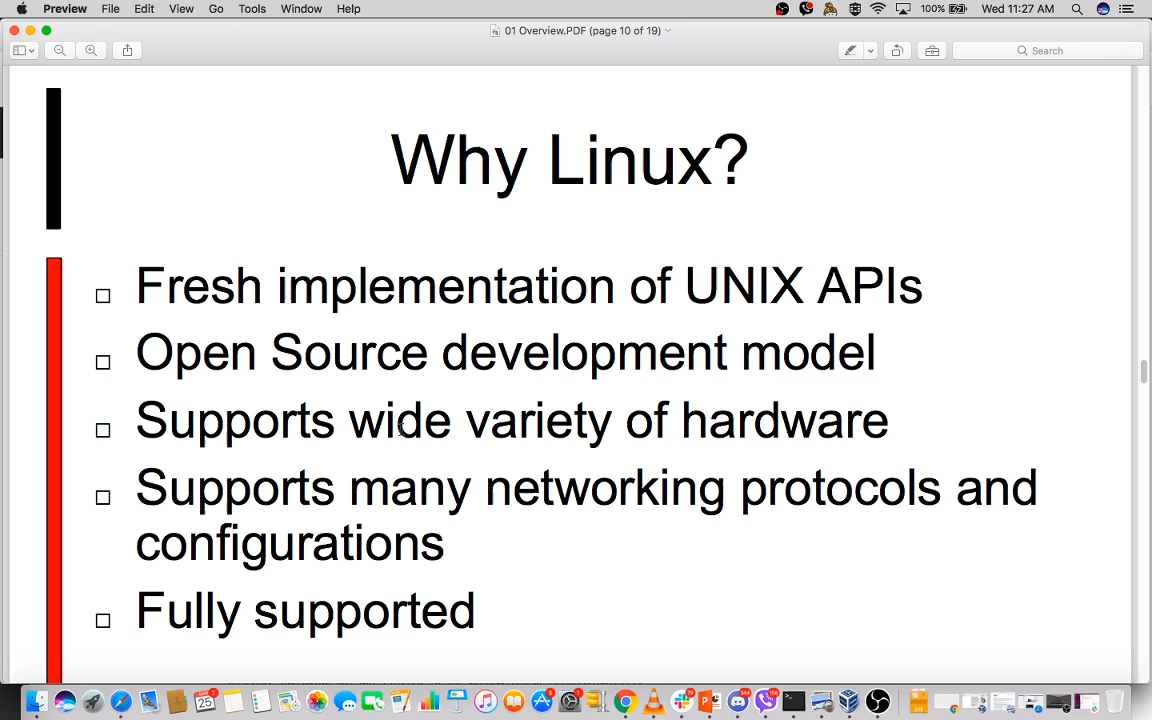 Preview File Edit View Go Tools Window Help 100% Wed 11:27 AM
01 Overview.PDF (page 10 of 19)
Search
Why Linux?
Fresh implementation of UNIX APIs
Open Source development model
Supports wide variety of hardware
Supports many networking protocols and
configurations
Fully supported
25